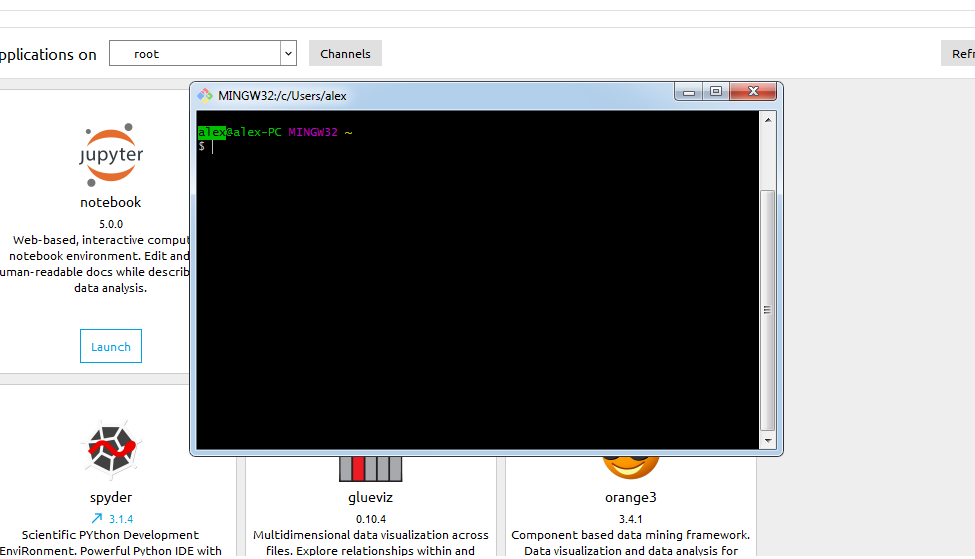 pplications on
root
Channels
Refr
MINGW32:/c/Users/alex
alex@alex-PC MINGW32 ~
$
jupyter
notebook
5.0.0
Web-based, interactive comput
notebook environment. Edit and
uman-readable docs while describ
data analysis.
Launch
spyder
3.1.4
Scientific PYthon Development
EnviRonment. Powerful Python IDE with
glueviz
0.10.4
Multidimensional data visualization across
files. Explore relationships within and
orange3
3.4.1
Component based data mining framework.
Data visualization and data analysis for